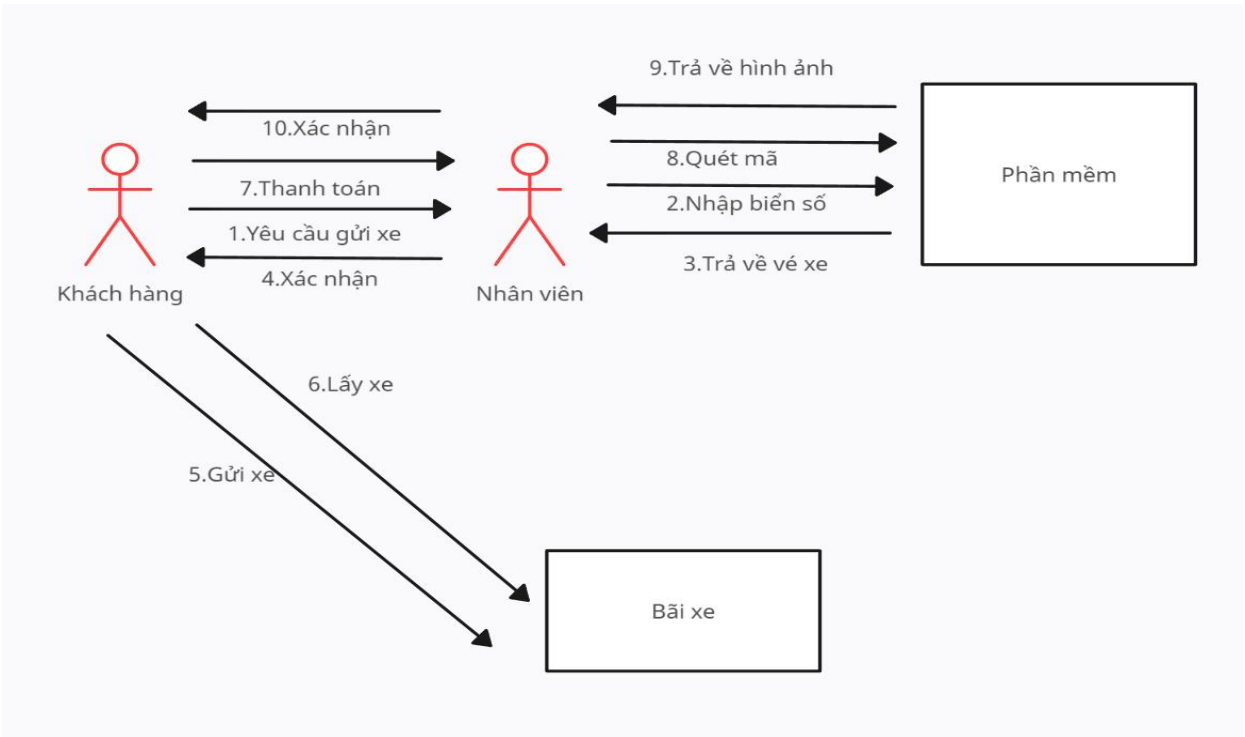 9.Trả về hình ảnh
10.Xác nhận
8.Quét mã
Phần mềm
7.Thanh toán
2.Nhập biển số
1.Yêu cầu gửi xe
3.Trả về vé xe
4.Xác nhận
Khách hàng
Nhân viên
6.Lấy xe
5.Gửi xe
Bãi xe